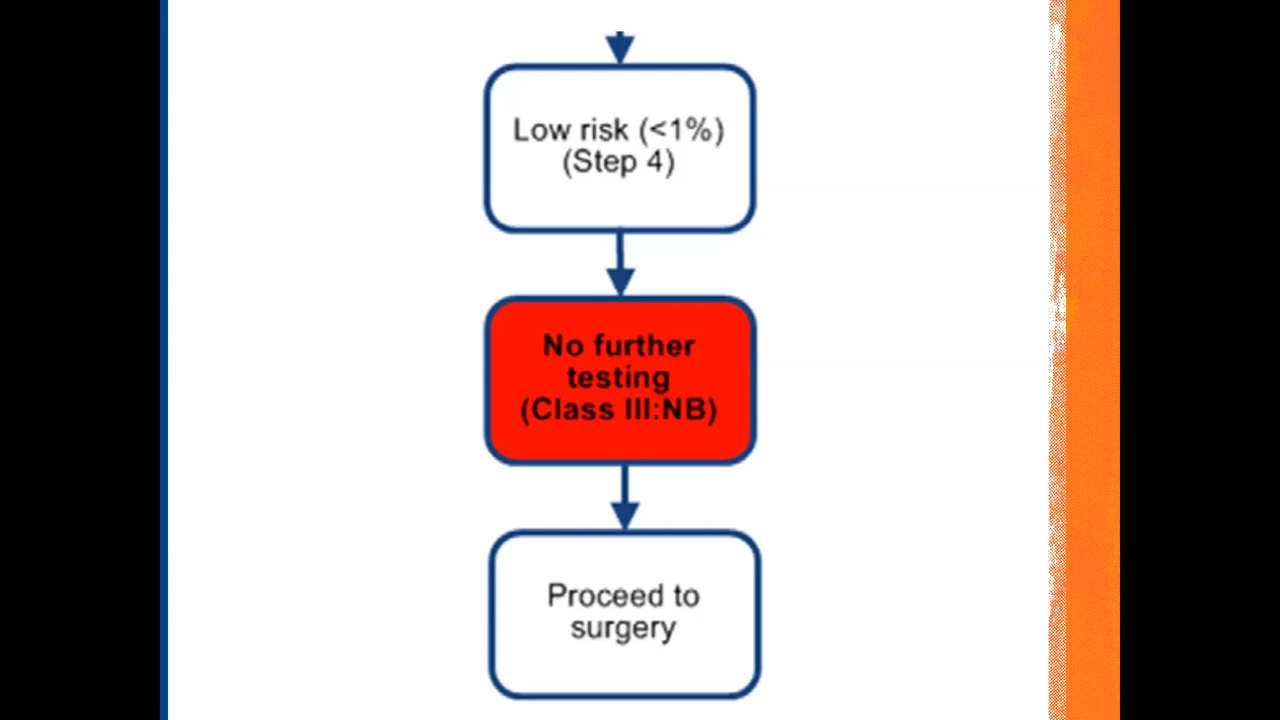 Low risk (<1%)
(Step 4)
No further
testing
(Class III:NB)
Proceed to
surgery